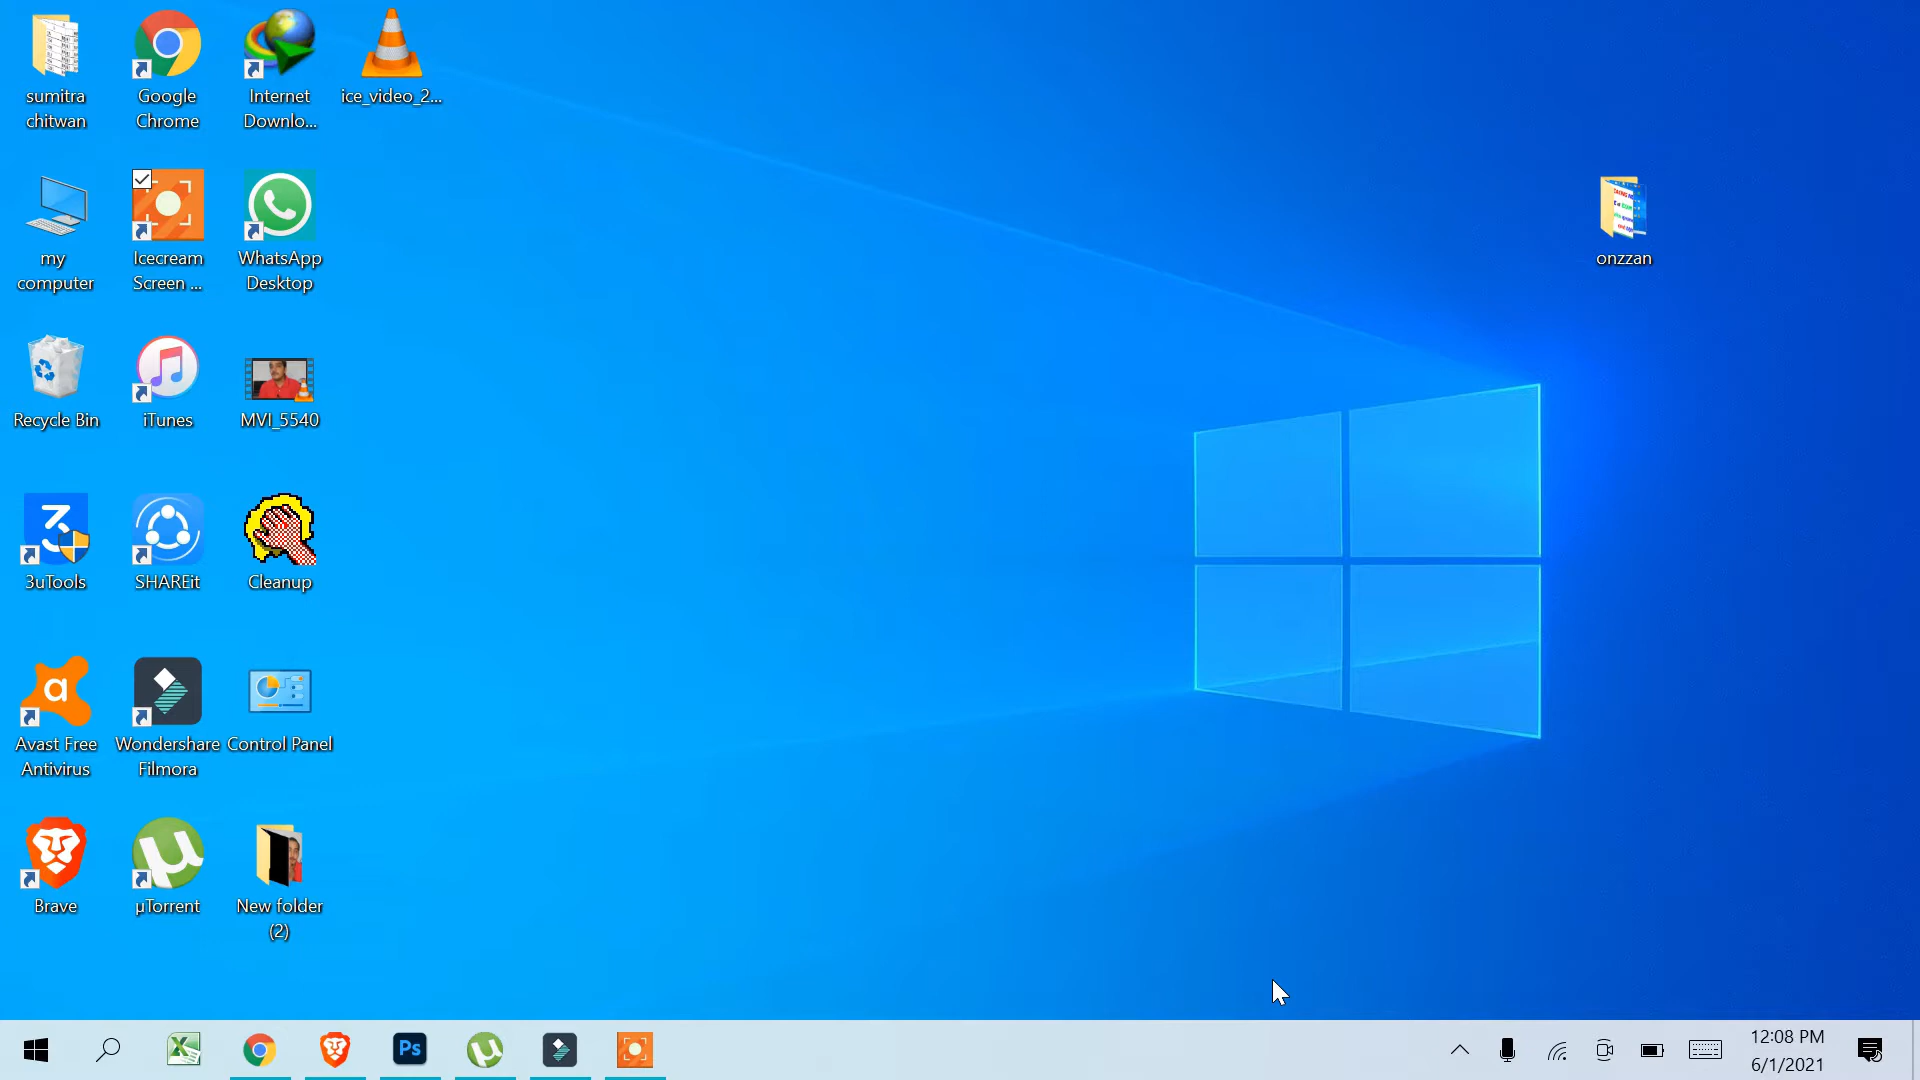 sumitra
chitwan
Google
Chrome
Internet
Downlo...
ice_video_2...
my
computer
Icecream
Screen ...
WhatsApp
Desktop
onzzan
Recycle Bin
iTunes
MVI_5540
3uTools
SHAREit
Cleanup
Avast Free
Antivirus
Wondershare
Filmora
Control Panel
Brave
µTorrent
New folder
(2)
Ps
12:08 PM
6/1/2021